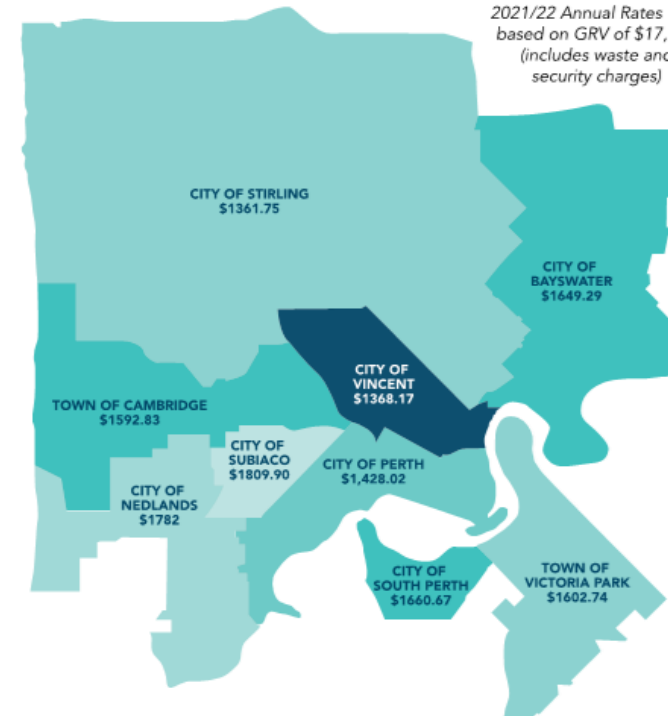 2021/22 Annual Rates
based on GRV of $17,
(includes waste and
security charges)
CITY OF STIRLING
$1361.75
CITY OF
BAYSWATER
$1649.29
CITY OF
VINCENT
$1368.17
TOWN OF CAMBRIDGE
$1592.83
CITY OF
SUBIACO
$1809.90
CITY OF PERTH
$1,428.02
CITY OF
NEDLANDS
$1782
CITY OF
SOUTH PERTH
$1660.67
TOWN OF
VICTORIA PARK
$1602.74